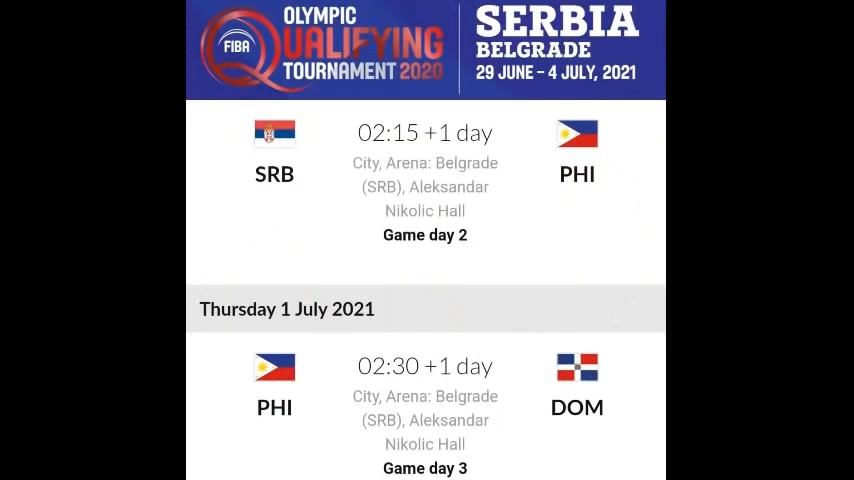 FIBA
OLYMPIC
QUALIFYING
TOURNAMENT 2020
SERBIA
BELGRADE
29 JUNE – 4 JULY, 2021
02:15 +1 day
SRB
PHI
City, Arena: Belgrade
(SRB), Aleksandar
Nikolic Hall
Game day 2
Thursday 1 July 2021
02:30 +1 day
PHI
DOM
City, Arena: Belgrade
(SRB), Aleksandar
Nikolic Hall
Game day 3